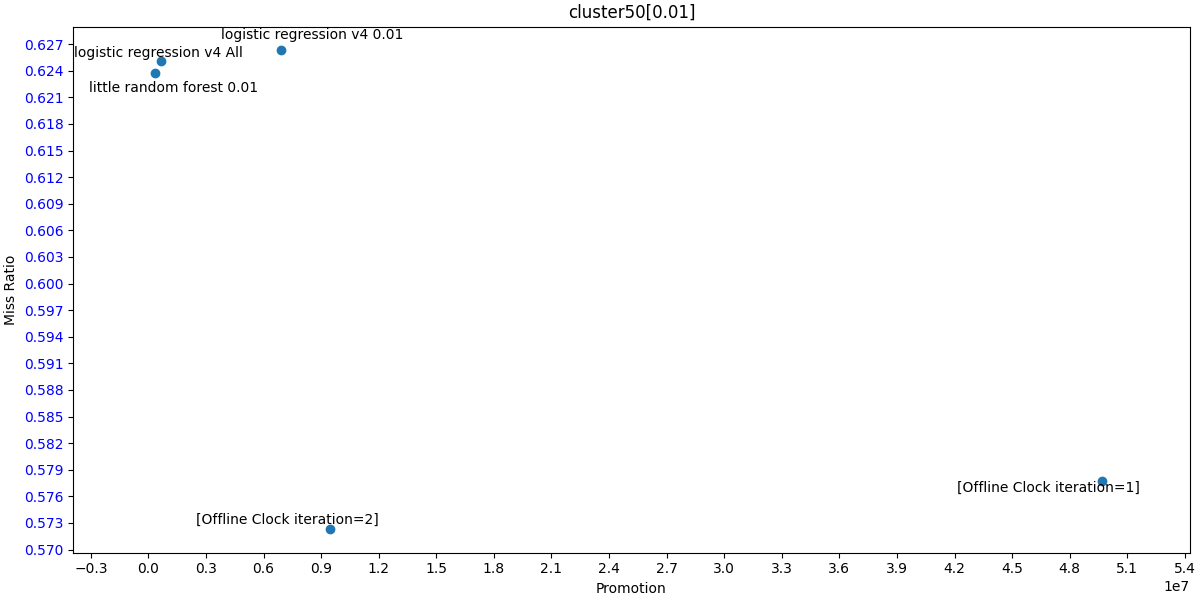 cluster50[0.01]
logistic regression v4 0.01
logistic regression v4 All
little random forest 0.01
[Offline Clock iteration=1]
[Offline Clock iteration=2]
Miss Ratio
0.627
0.624
0.621
0.618
0.615
0.612
0.609
0.606
0.603
0.600
0.597
0.594
0.591
0.588
0.585
0.582
0.579
0.576
0.573
0.570
−0.3 0.0 0.3 0.6 0.9 1.2 1.5 1.8 2.1 2.4 2.7 3.0 3.3 3.6 3.9 4.2 4.5 4.8 5.1 5.4
1e7
Promotion